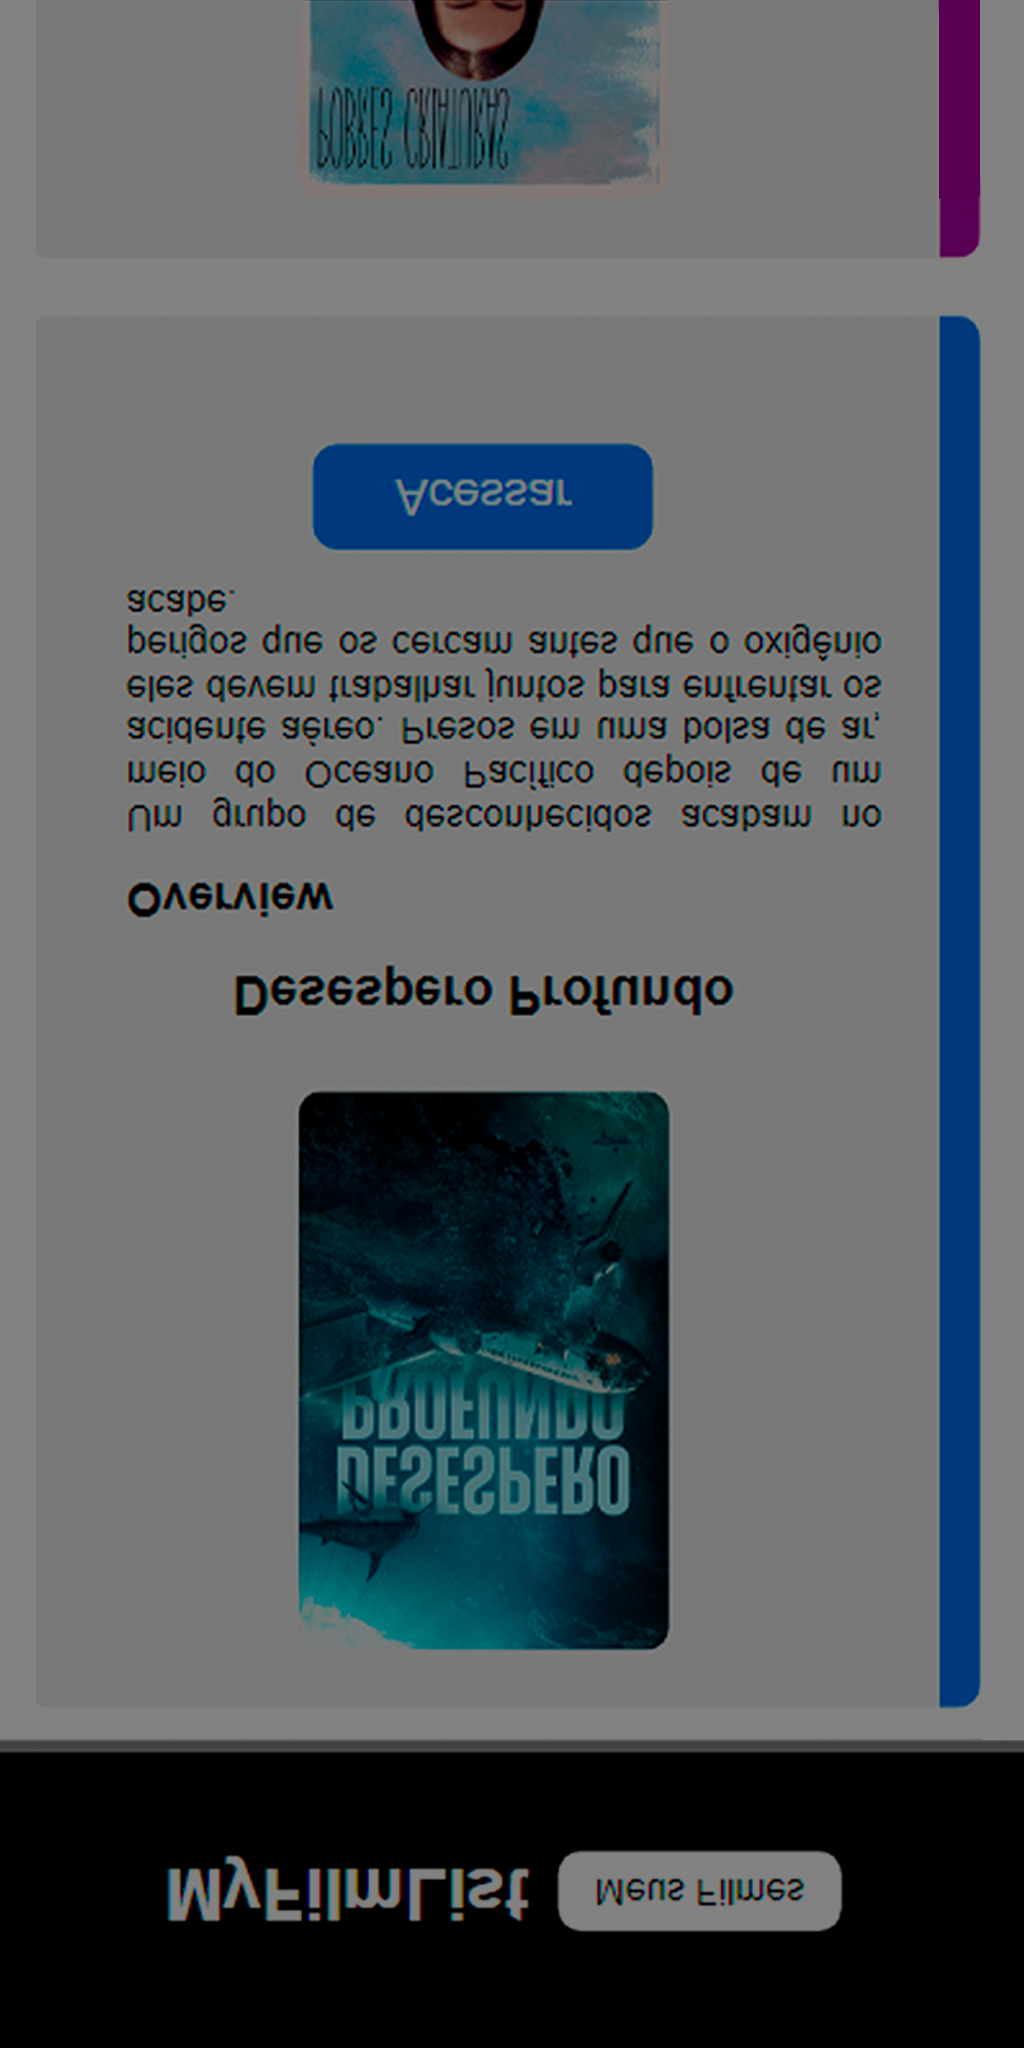 MyFilmList
Meus Filmes
DESESPERO
PROFUNDO
Desespero Profundo
Overview
Um grupo de desconhecidos acabam no
meio do Oceano Pacífico depois de um
acidente aéreo. Presos em uma bolsa de ar,
eles devem trabalhar juntos para enfrentar os
perigos que os cercam antes que o oxigênio
acabe.
Acessar
POBRES CRIATURAS